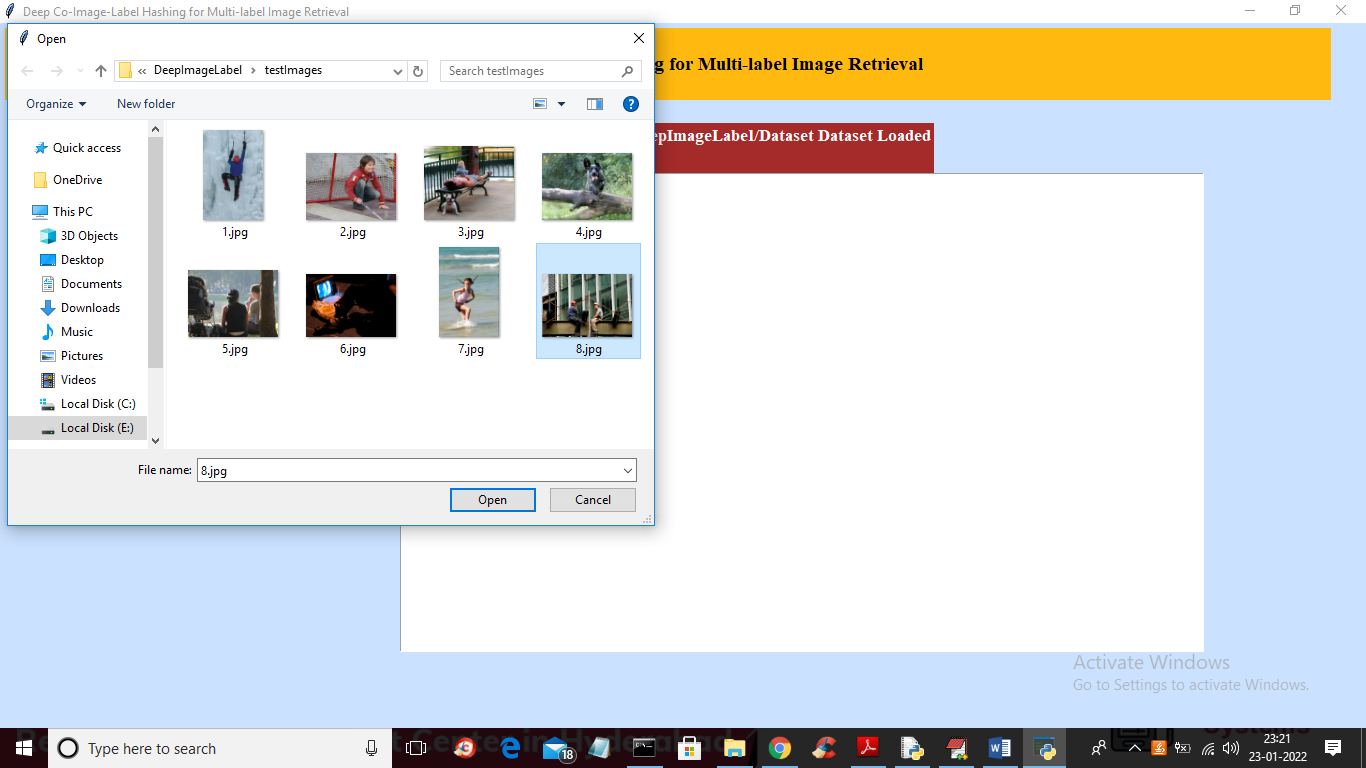 Deep Co-Image-Label Hashing for Multi-label Image Retrieval
Open
g for Multi-label Image Retrieval
« DeepImageLabel › testImages
Search testImages
Organize
New folder
epImageLabel/Dataset Dataset Loaded
Quick access
OneDrive
This PC
3D Objects
Desktop
Documents
Downloads
Music
Pictures
Videos
Local Disk (C:)
Local Disk (E:)
1.jpg 2.jpg 3.jpg 4.jpg
5.jpg 6.jpg 7.jpg 8.jpg
File name: 8.jpg
Open Cancel
Activate Windows
Go to Settings to activate Windows.
Type here to search
18
23:21
23-01-2022